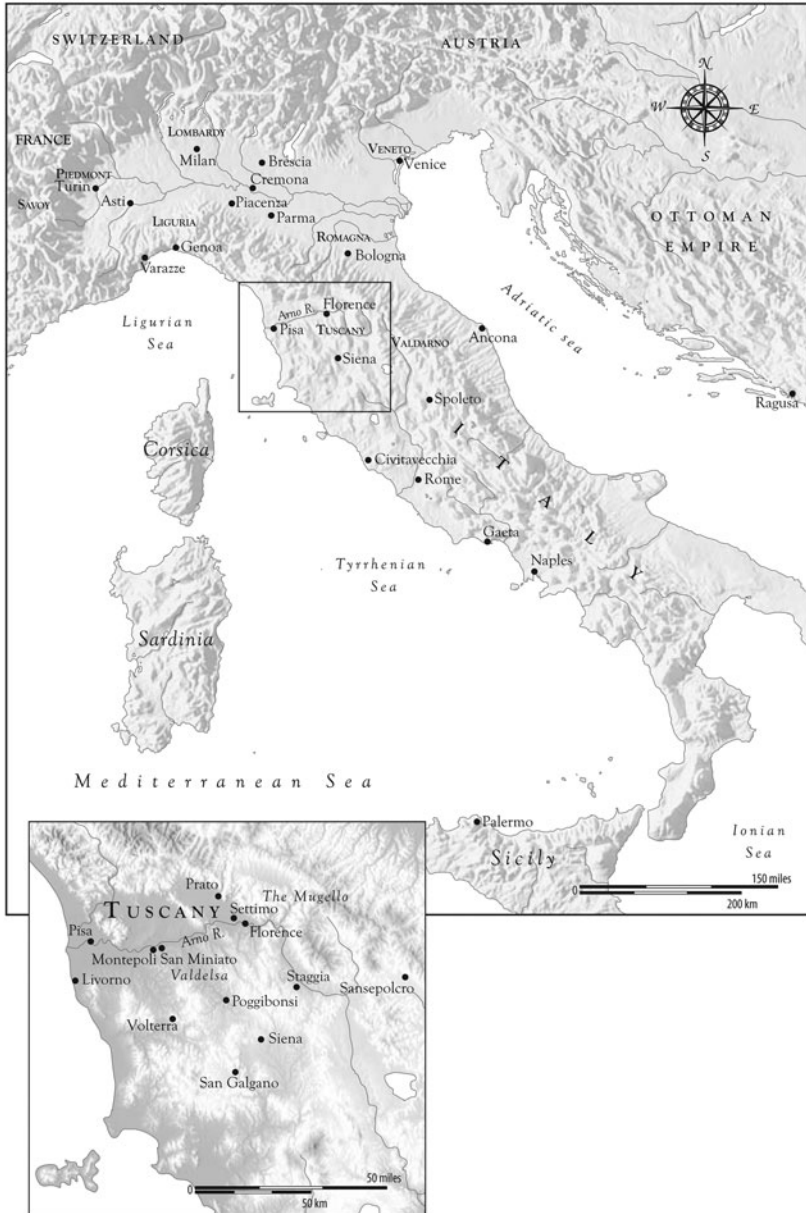 SWITZERLAND
AUSTRIA
N
W
E
S
FRANCE
LOMBARDY
Milan
Brescia
VENETO
Venice
PIEDMONT
Turin
Cremona
SAVOY
Asti
Piacenza
Parma
LIGURIA
Genoa
ROMAGNA
Bologna
Varazze
OTTOMAN
EMPIRE
Ligurian
Sea
Arno R.
Florence
Pisa
TUSCANY
Siena
VALDARNO
Ancona
Adriatic sea
Ragusa
Spoleto
Corsica
Civitavecchia
Rome
ITALY
Gaeta
Naples
Tyrrhenian
Sea
Sardinia
Mediterranean Sea
Palermo
Sicily
Ionian
Sea
0
150 miles
200 km
Prato
The Mugello
TUSCANY
Settimo
Pisa
Arno R.
Florence
Montepoli
San Miniato
Valdelsa
Livorno
Staggia
Sansepolcro
Poggibonsi
Volterra
Siena
San Galgano
0
50 miles
50 km